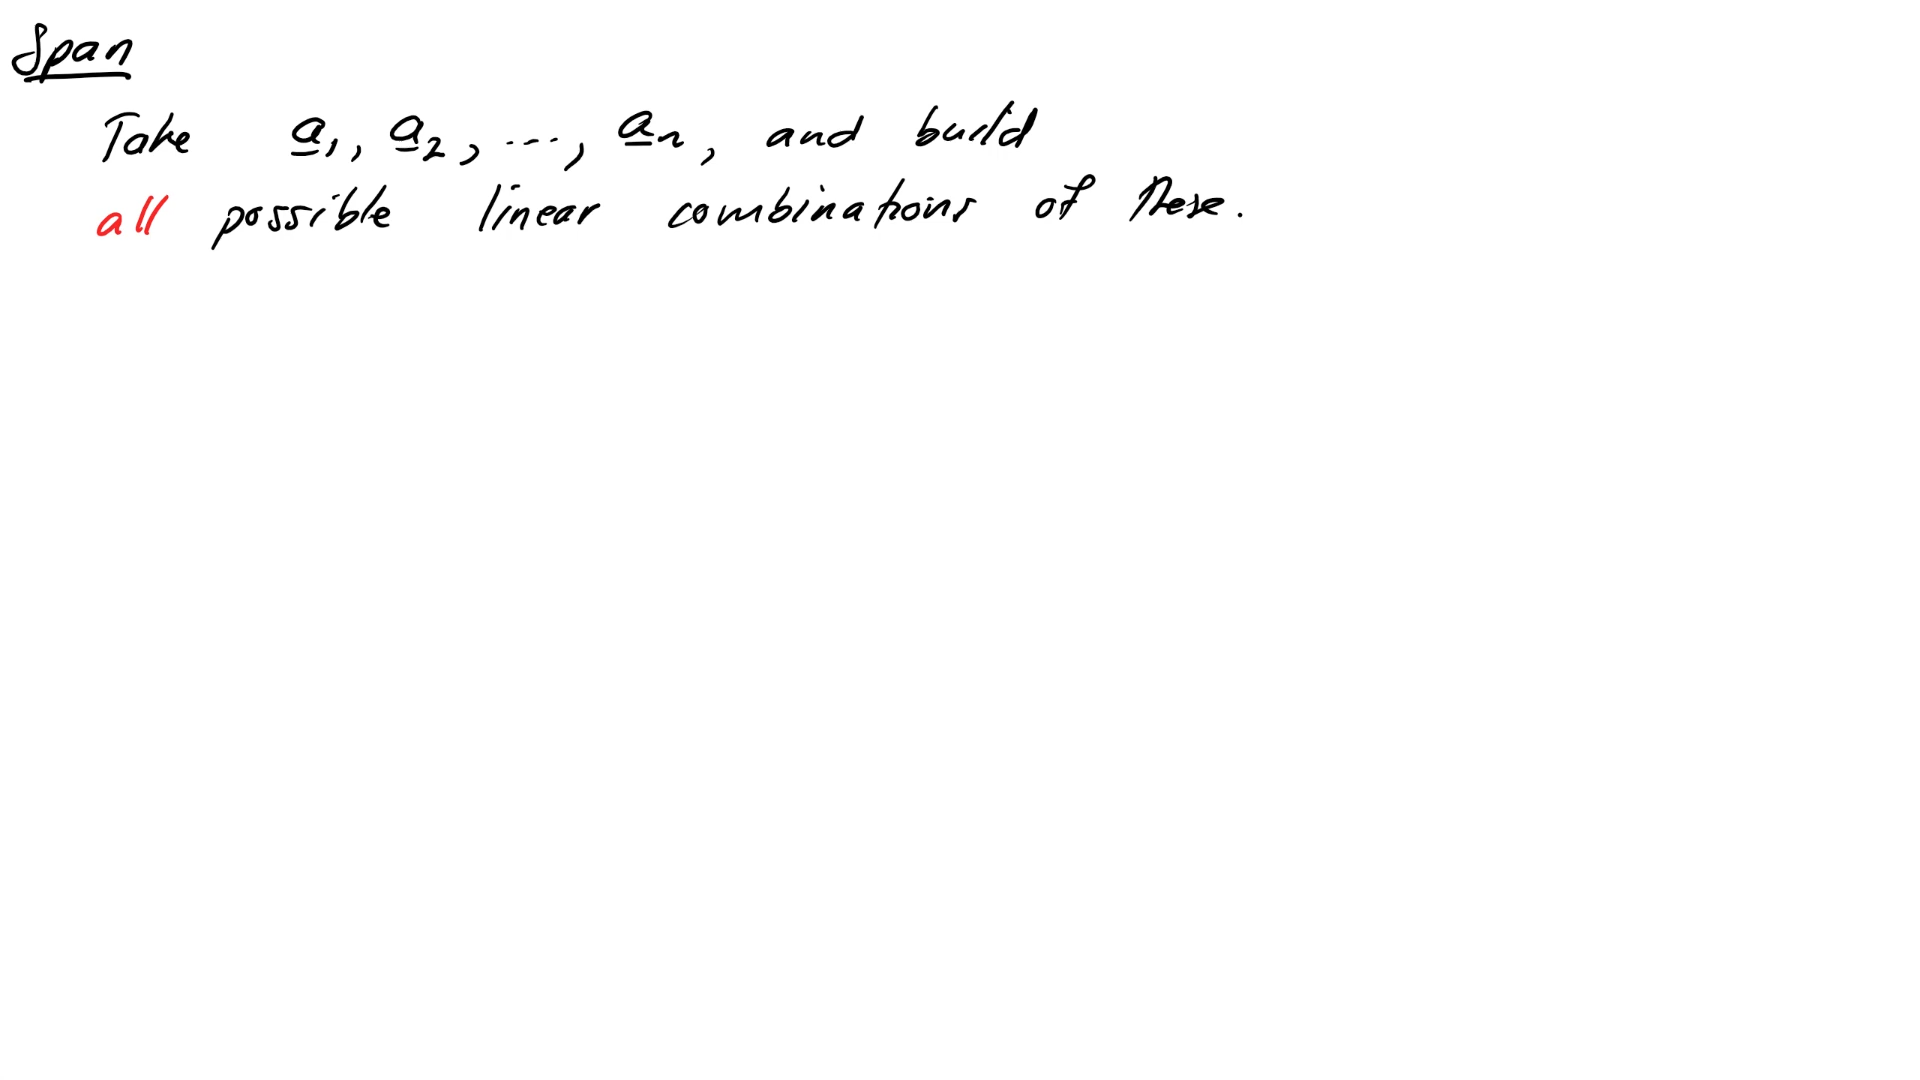 Span
Take a1, a2, ..., an, and build
all possible linear combinations of these.